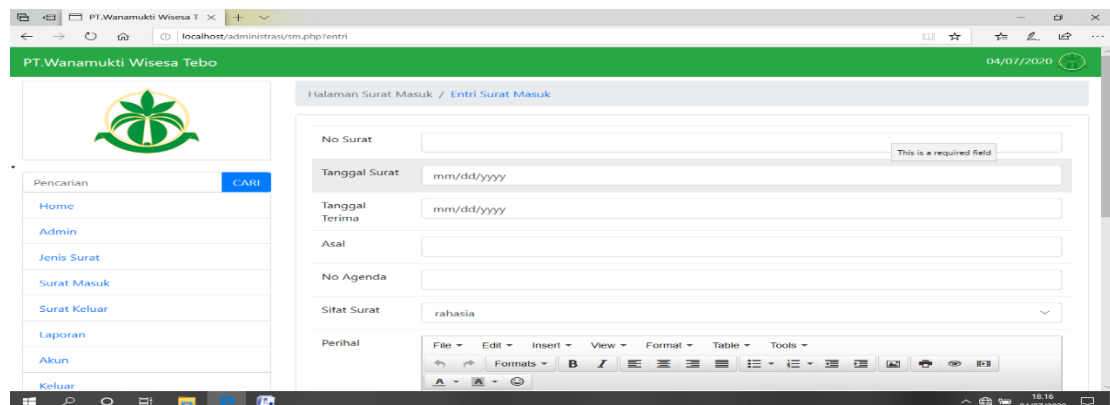 PT.Wanamukti Wisesa T
localhost/administrasi/sm.php?entri
PT.Wanamukti Wisesa Tebo
04/07/2020
Halaman Surat Masuk / Entri Surat Masuk
No Surat
This is a required field
Pencarian
CARI
Home
Admin
Jenis Surat
Surat Masuk
Surat Keluar
Laporan
Akun
Keluar
Tanggal Surat
mm/dd/yyyy
Tanggal
Terima
mm/dd/yyyy
Asal
No Agenda
Sifat Surat
rahasia
Perihal
File Edit Insert View Format Table Tools
Formats B I
A A
18.16